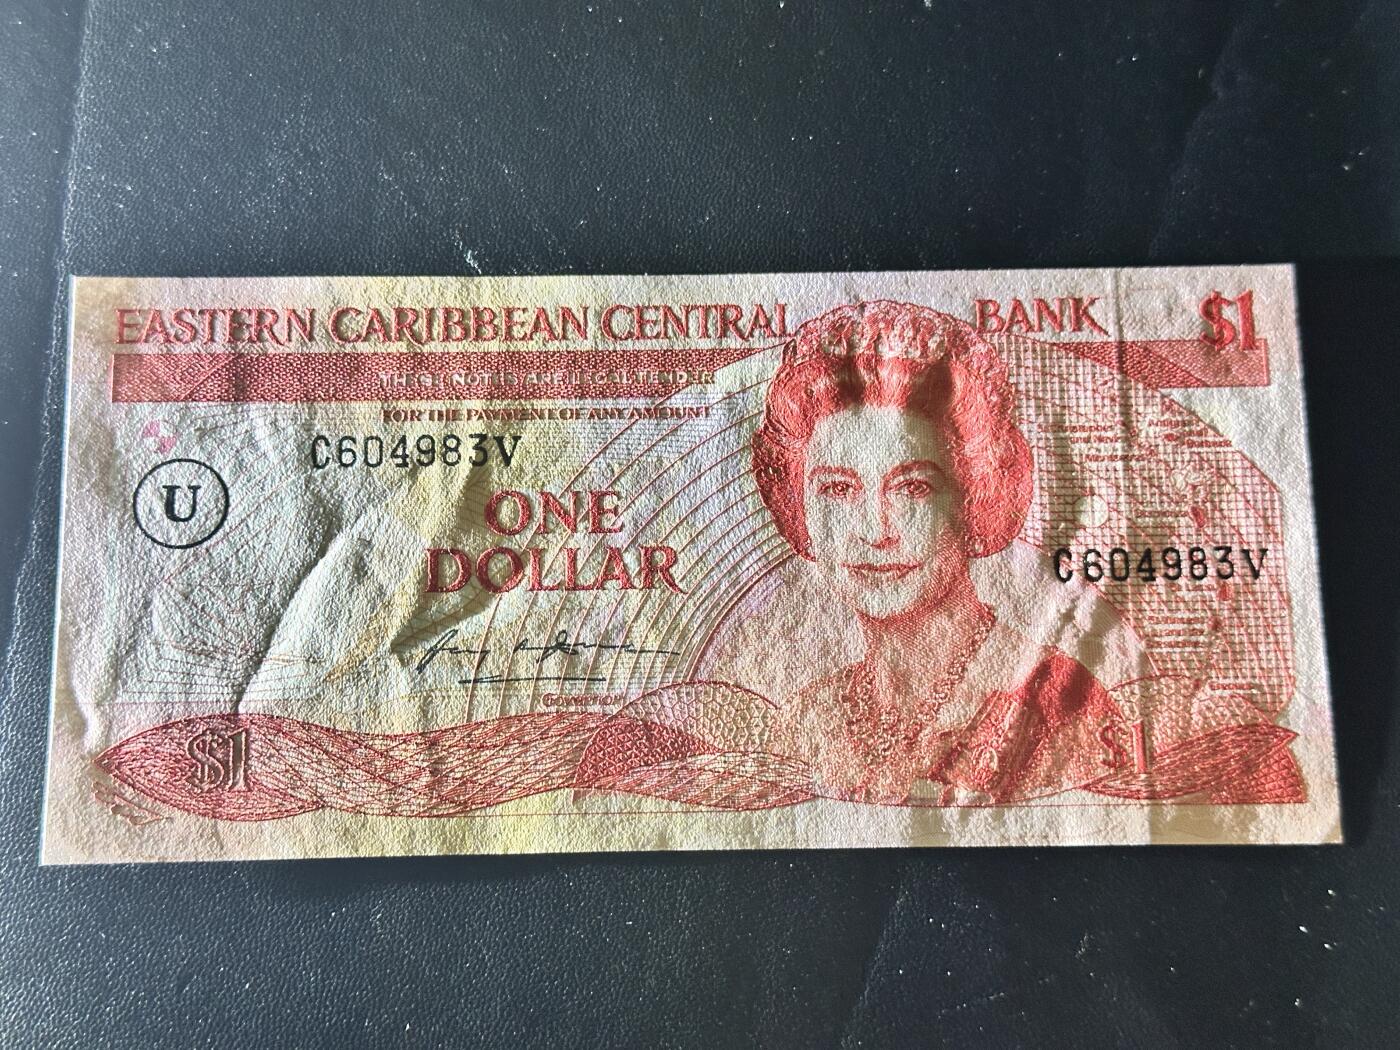 EASTERN CARIBBEAN CENTRAL BANK $1
THESE NOTES ARE LEGAL TENDER
FOR THE PAYMENT OF ANY AMOUNT
C604983V
U
ONE
DOLLAR
C604983V
Governor
$1
$1